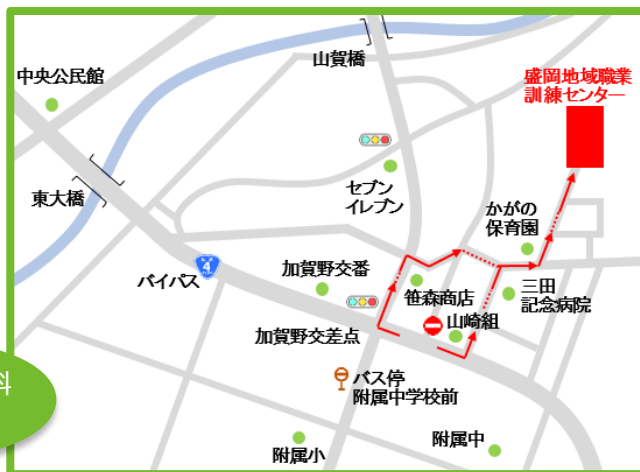 山賀橋
中央公民館
盛岡地域職業
訓練センター
東大橋
セブン
イレブン
かがの
保育園
4
バイパス
加賀野交番
笹森商店
三田
記念病院
山崎組
加賀野交差点
バス停
附属中学校前
料
附属小
附属中